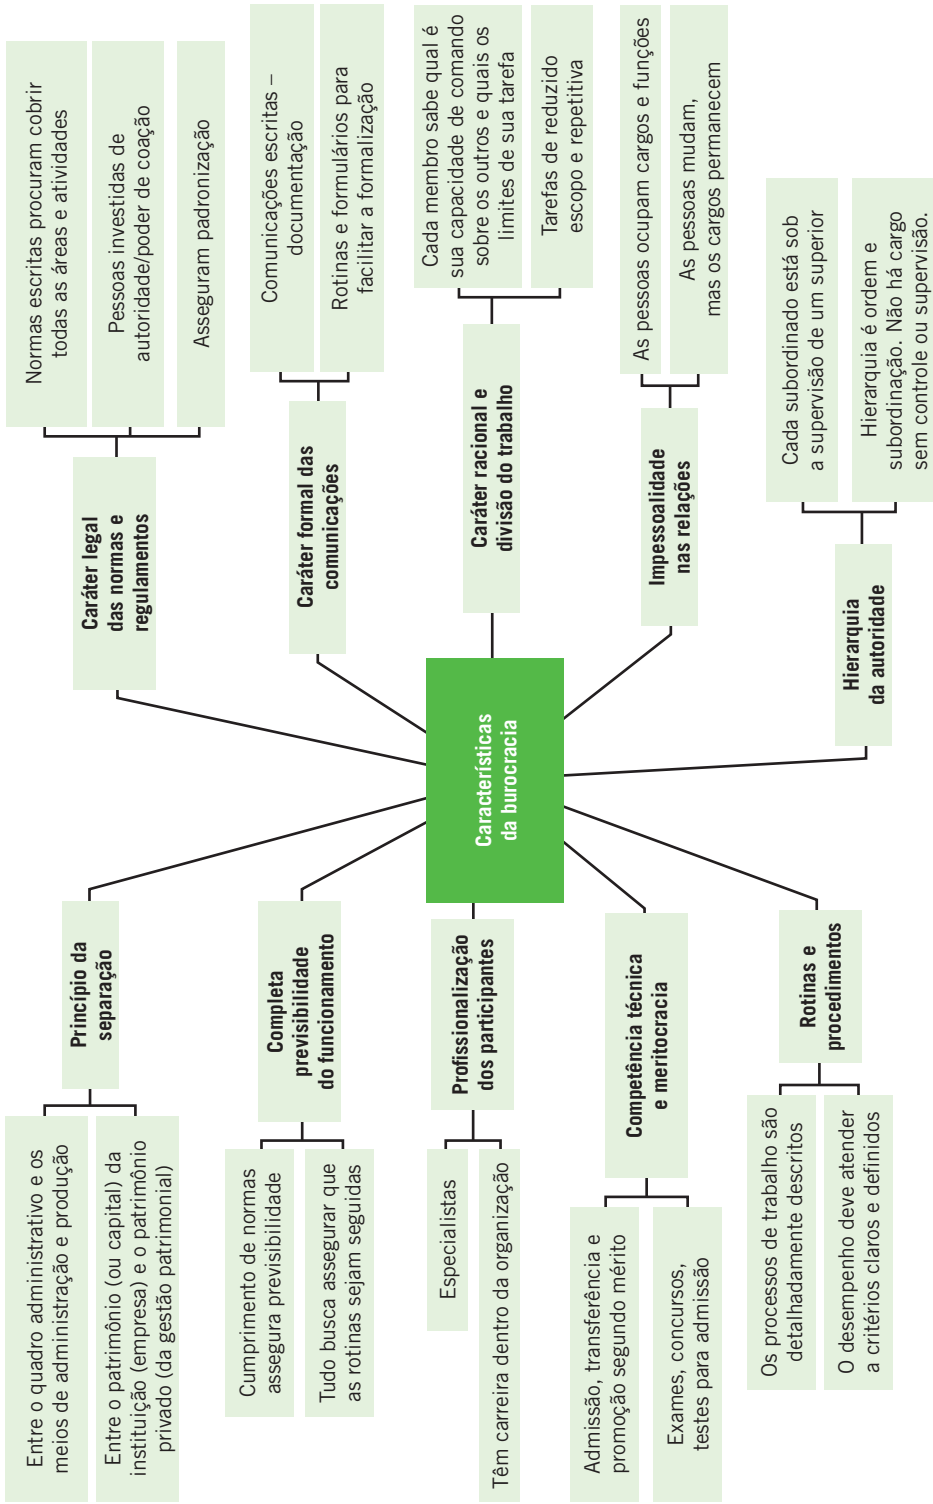 Características
da burocracia
Princípio da
separação
Entre o quadro administrativo e os
meios de administração e produção
Entre o patrimônio (ou capital) da
instituição (empresa) e o patrimônio
privado (da gestão patrimonial)
Completa
previsibilidade
do funcionamento
Cumprimento de normas
assegura previsibilidade
Tudo busca assegurar que
as rotinas sejam seguidas
Profissionalização
dos participantes
Especialistas
Têm carreira dentro da organização
Competência técnica
e meritocracia
Admissão, transferência e
promoção segundo mérito
Exames, concursos,
testes para admissão
Rotinas e
procedimentos
Os processos de trabalho são
detalhadamente descritos
O desempenho deve atender
a critérios claros e definidos
Caráter legal
das normas e
regulamentos
Normas escritas procuram cobrir
todas as áreas e atividades
Pessoas investidas de
autoridade/poder de coação
Asseguram padronização
Caráter formal das
comunicações
Comunicações escritas –
documentação
Rotinas e formulários para
facilitar a formalização
Caráter racional e
divisão do trabalho
Cada membro sabe qual é
sua capacidade de comando
sobre os outros e quais os
limites de sua tarefa
Tarefas de reduzido
escopo e repetitiva
Impessoalidade
nas relações
As pessoas ocupam cargos e funções
As pessoas mudam,
mas os cargos permanecem
Hierarquia
da autoridade
Cada subordinado está sob
a supervisão de um superior
Hierarquia é ordem e
subordinação. Não há cargo
sem controle ou supervisão.